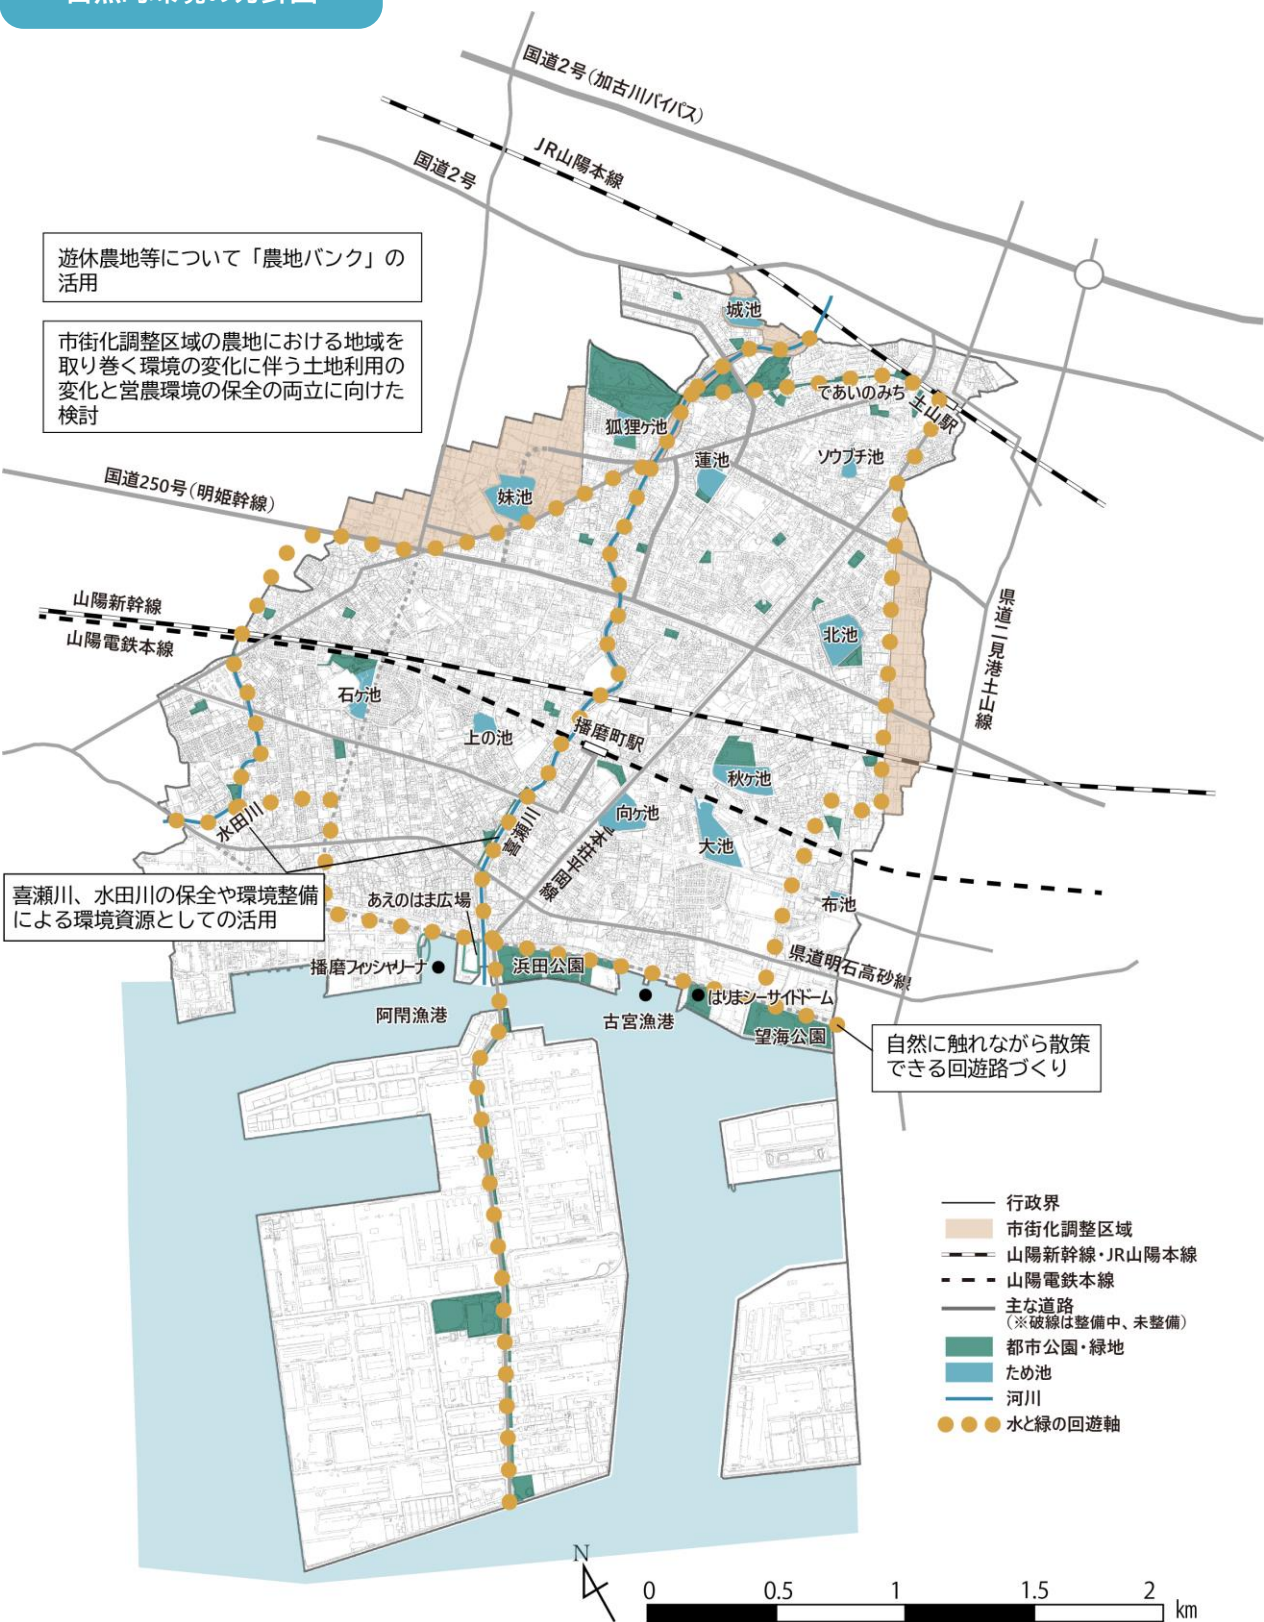 国道2号(加古川バイパス)
JR山陽本線
国道2号
遊休農地等について「農地バンク」の
活用
市街化調整区域の農地における地域を
取り巻く環境の変化に伴う土地利用の
変化と営農環境の保全の両立に向けた
検討
城池
であいのみち
土山駅
狐狸ヶ池
蓮池
ソウブチ池
国道250号(明姫幹線)
妹池
山陽新幹線
山陽電鉄本線
県道二見港土山線
北池
石ヶ池
上の池
播磨町駅
秋ヶ池
向ヶ池
大池
水田川
喜瀬川
本荘平岡線
喜瀬川、水田川の保全や環境整備
による環境資源としての活用
あえのはま広場
布池
県道明石高砂線
播磨フィッシャリーナ
浜田公園
はりまシーサイドドーム
阿閇漁港
古宮漁港
望海公園
自然に触れながら散策
できる回遊路づくり
行政界
市街化調整区域
山陽新幹線・JR山陽本線
山陽電鉄本線
主な道路
(※破線は整備中、未整備)
都市公園・緑地
ため池
河川
水と緑の回遊軸
N
0 0.5 1 1.5 2
km